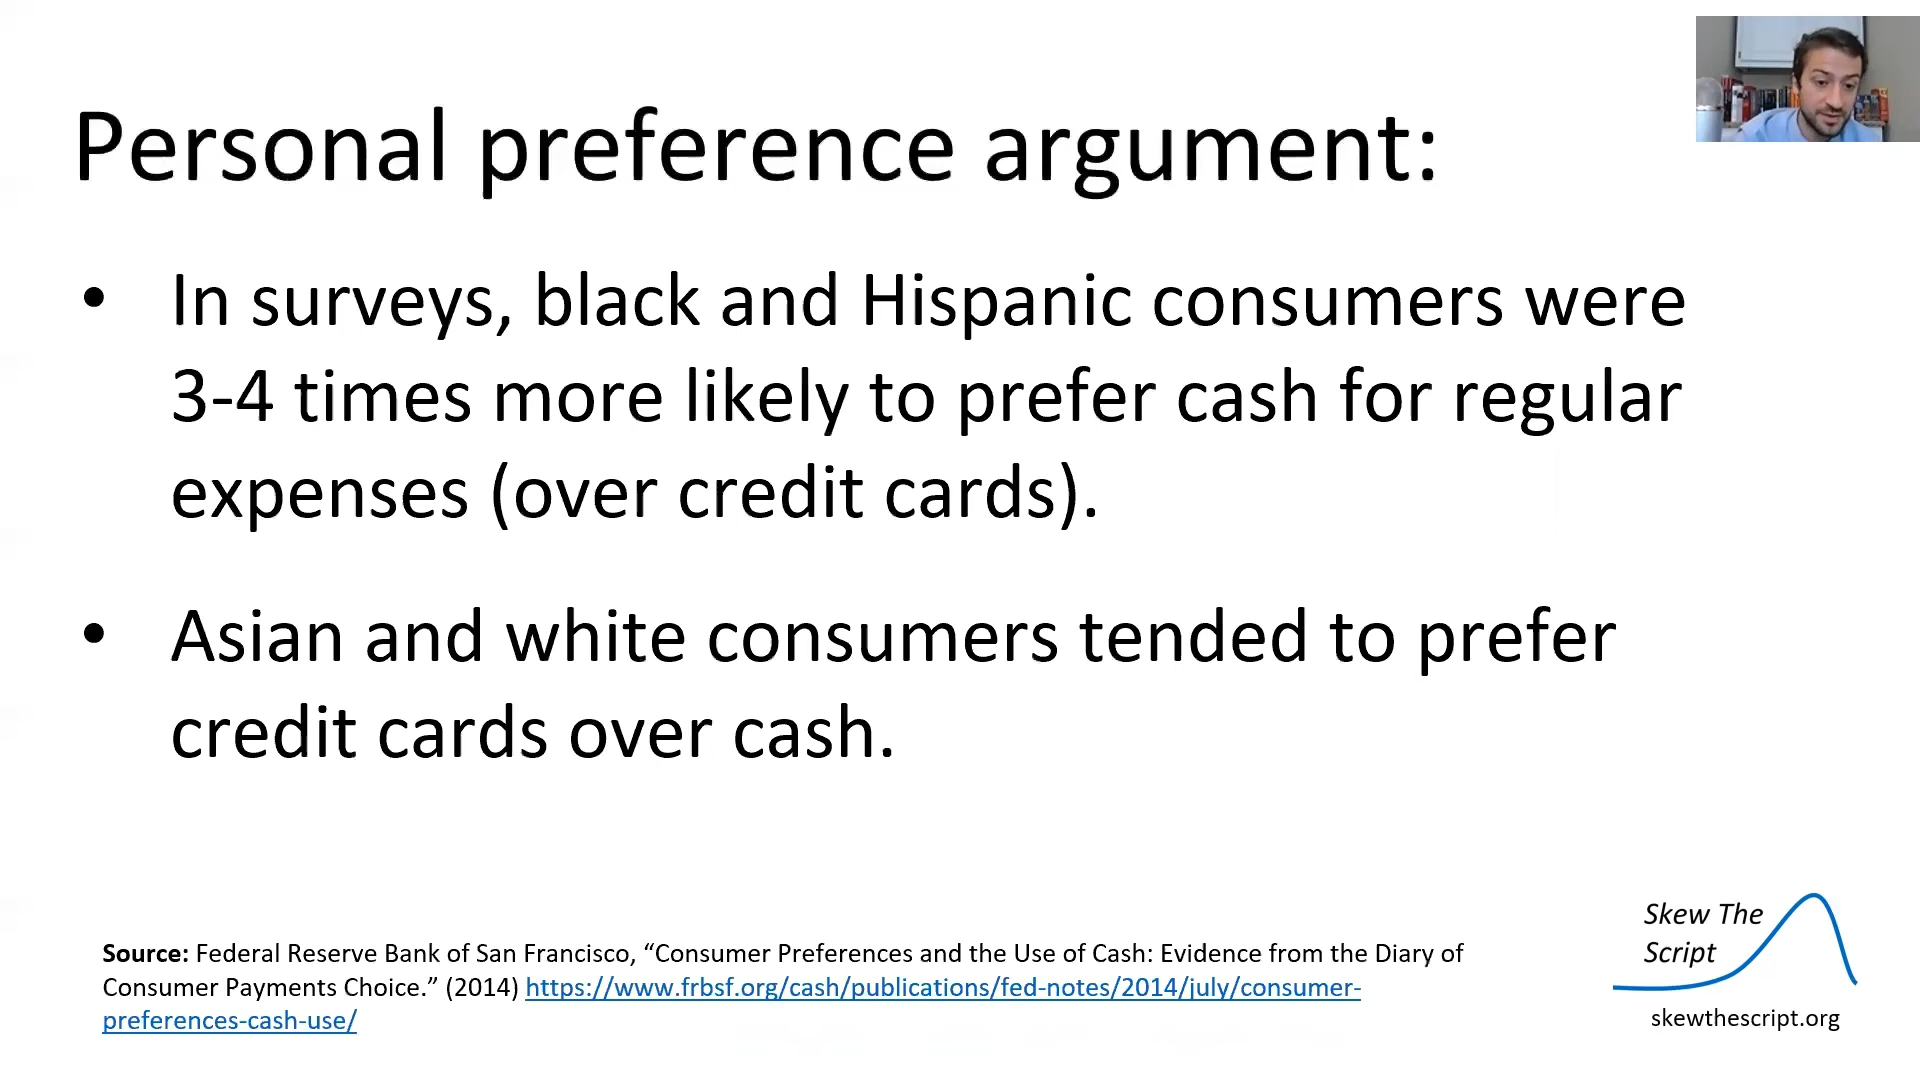 Personal preference argument:
• In surveys, black and Hispanic consumers were
3-4 times more likely to prefer cash for regular
expenses (over credit cards).
• Asian and white consumers tended to prefer
credit cards over cash.
Source: Federal Reserve Bank of San Francisco, “Consumer Preferences and the Use of Cash: Evidence from the Diary of
Consumer Payments Choice.” (2014) https://www.frbsf.org/cash/publications/fed-notes/2014/july/consumer-
preferences-cash-use/
Skew The
Script
skewthescript.org